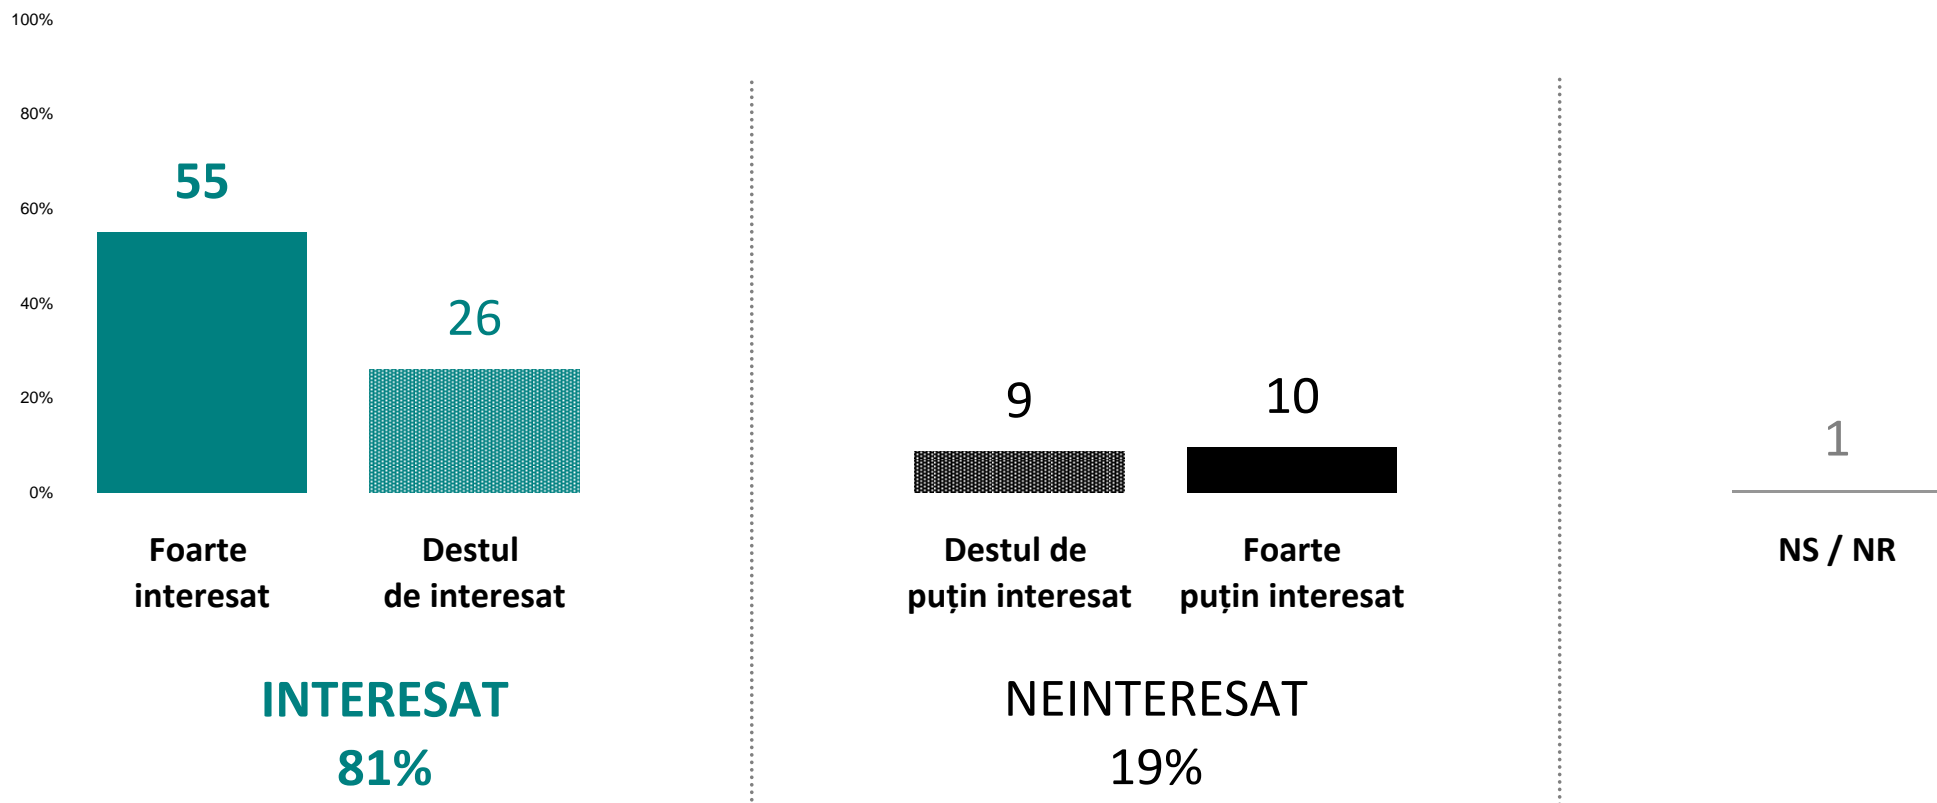 100%
80%
60%
40%
20%
0%
55
26
9
10
1
Foarte
interesat
Destul
de interesat
Destul de
puțin interesat
Foarte
puțin interesat
NS / NR
INTERESAT
81%
NEINTERESAT
19%